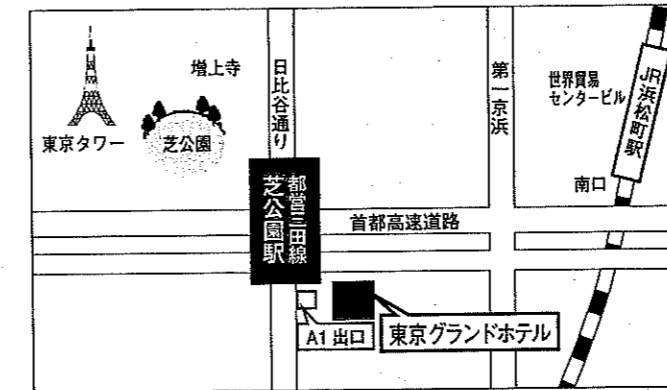 増上寺
東京タワー
芝公園
日比谷通り
第一京浜
世界貿易
センタービル
JR浜松町駅
南口
都営三田線
芝公園駅
首都高速道路
A1 出口
東京グランドホテル